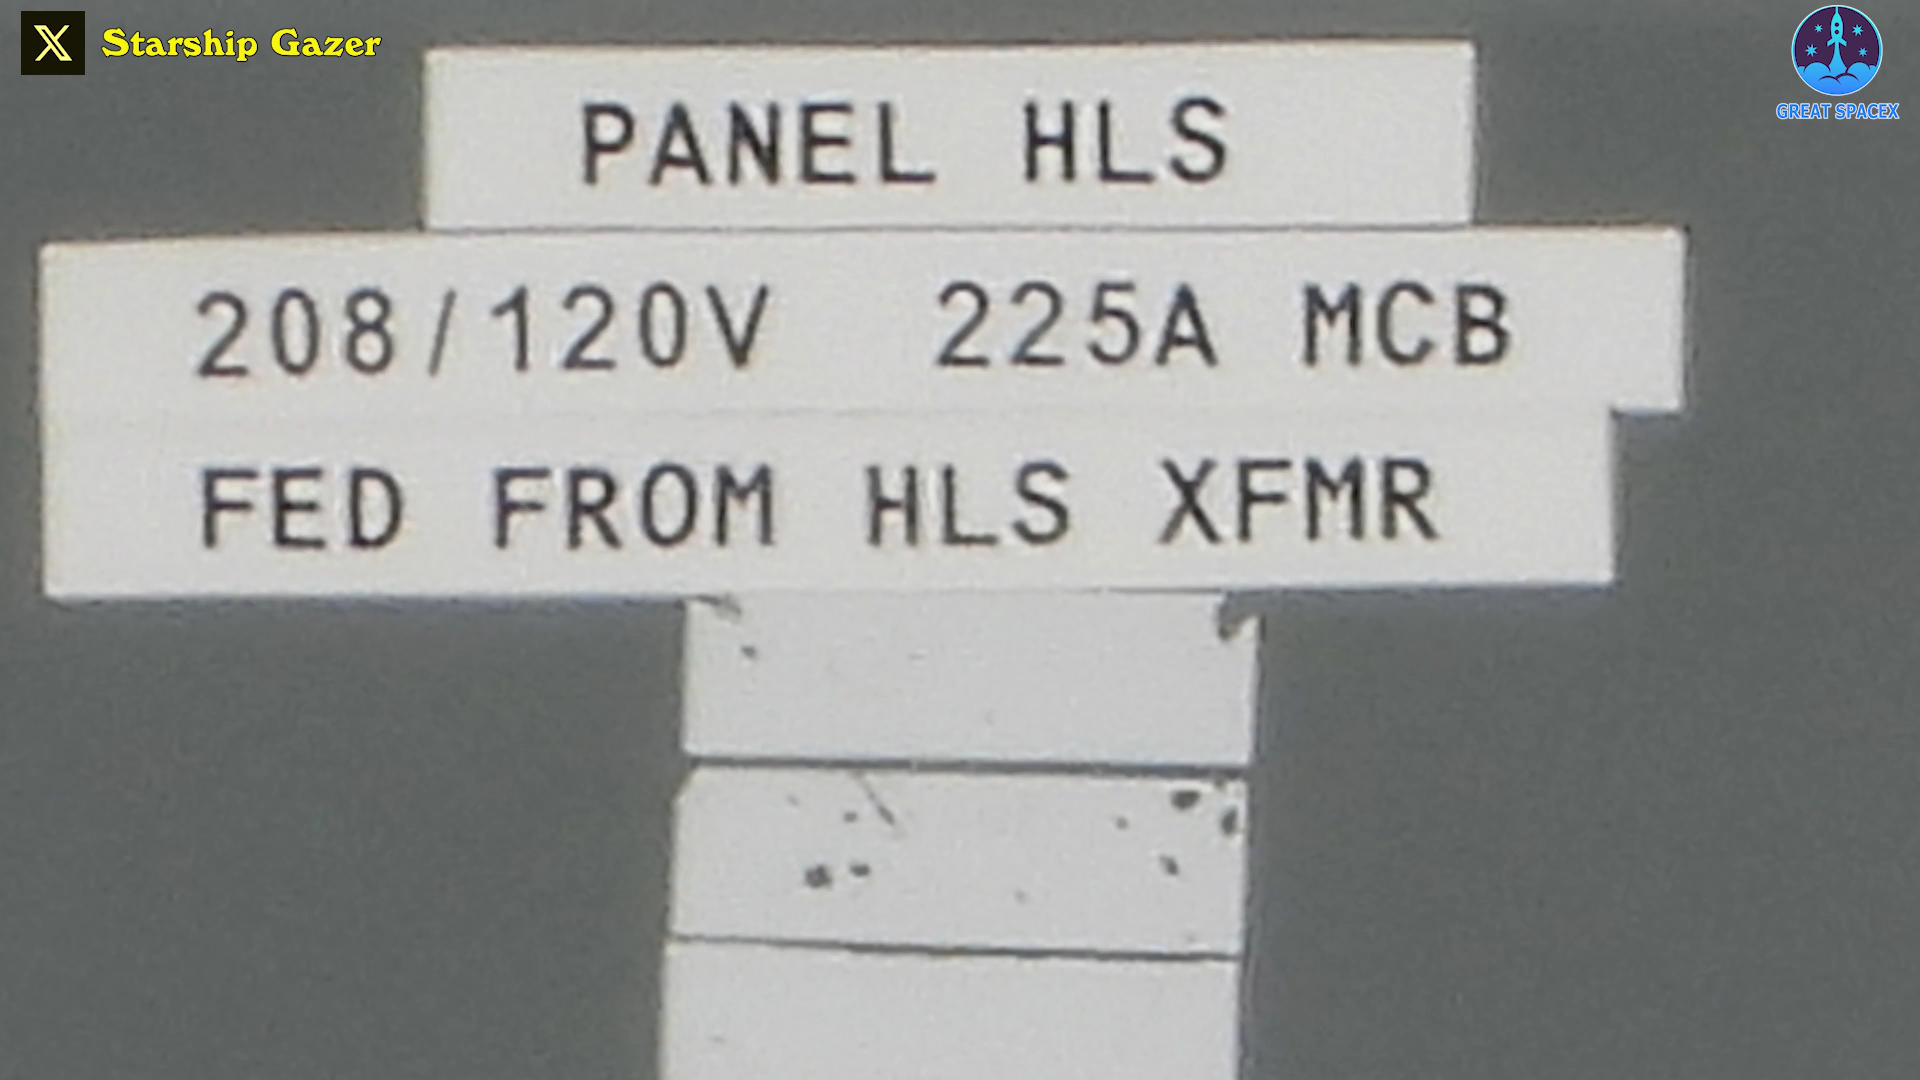 Starship Gazer
GREAT SPACEX
PANEL HLS
208/120V 225A MCB
FED FROM HLS XFMR